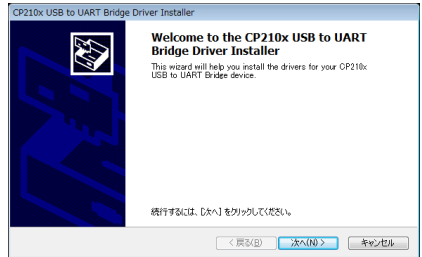 CP210x USB to UART Bridge Driver Installer
Welcome to the CP210x USB to UART
Bridge Driver Installer
This wizard will help you install the drivers for your CP210x
USB to UART Bridge device.
続行するには、[次へ] をクリックしてください。
< 戻る(B) 次へ(N) > キャンセル